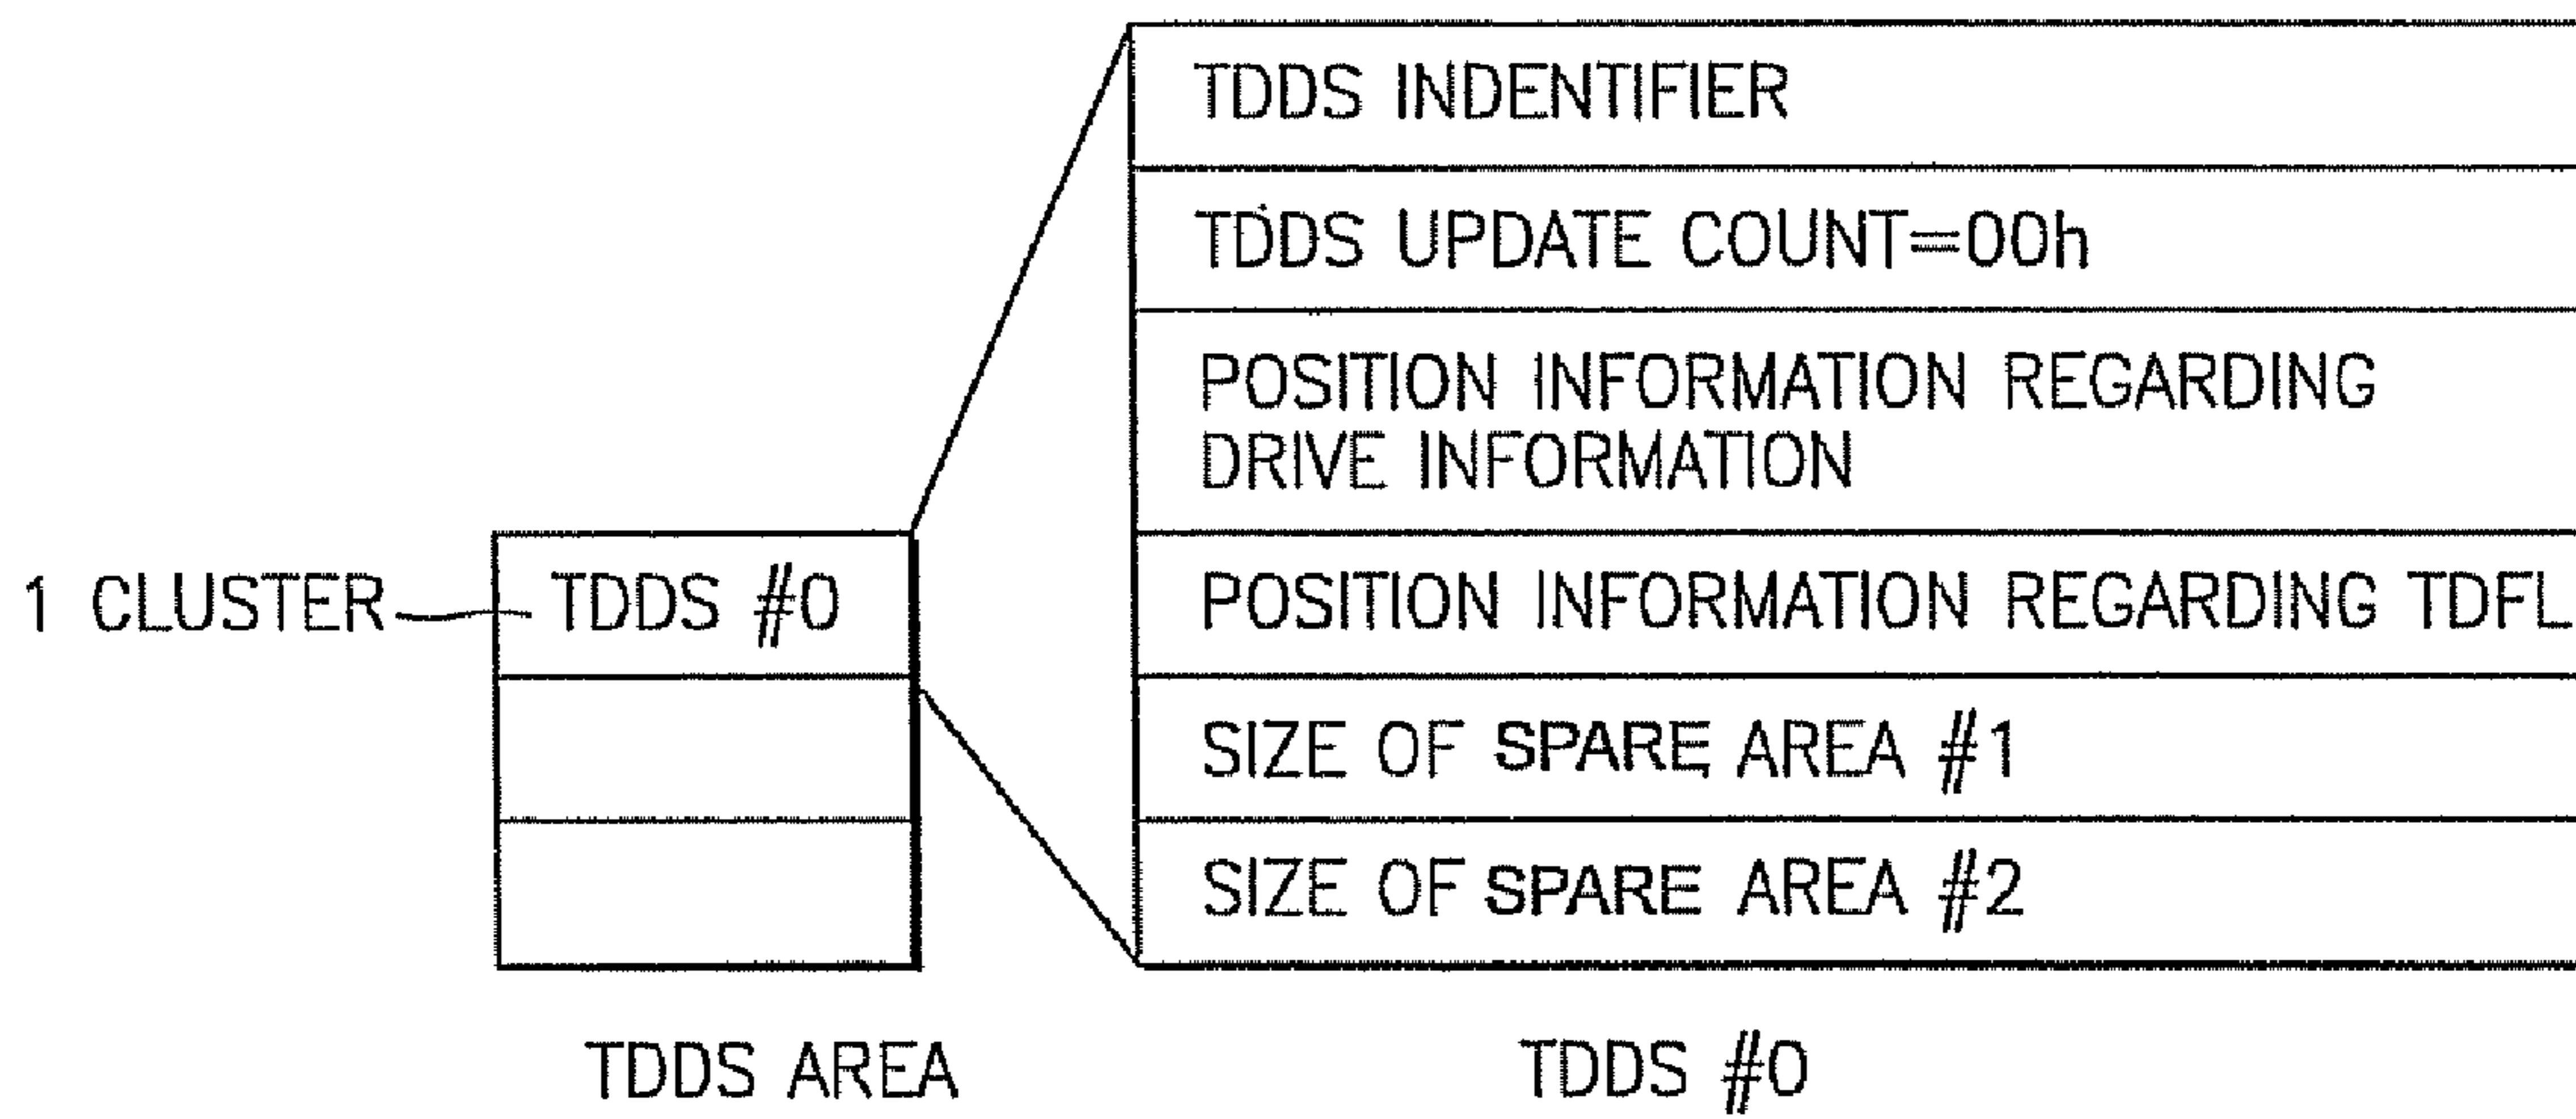 TDDS INDENTIFIER
TDDS UPDATE COUNT=00h
POSITION INFORMATION REGARDING
DRIVE INFORMATION
1 CLUSTER
TDDS #0
POSITION INFORMATION REGARDING TDFL
SIZE OF SPARE AREA #1
SIZE OF SPARE AREA #2
TDDS AREA
TDDS #0